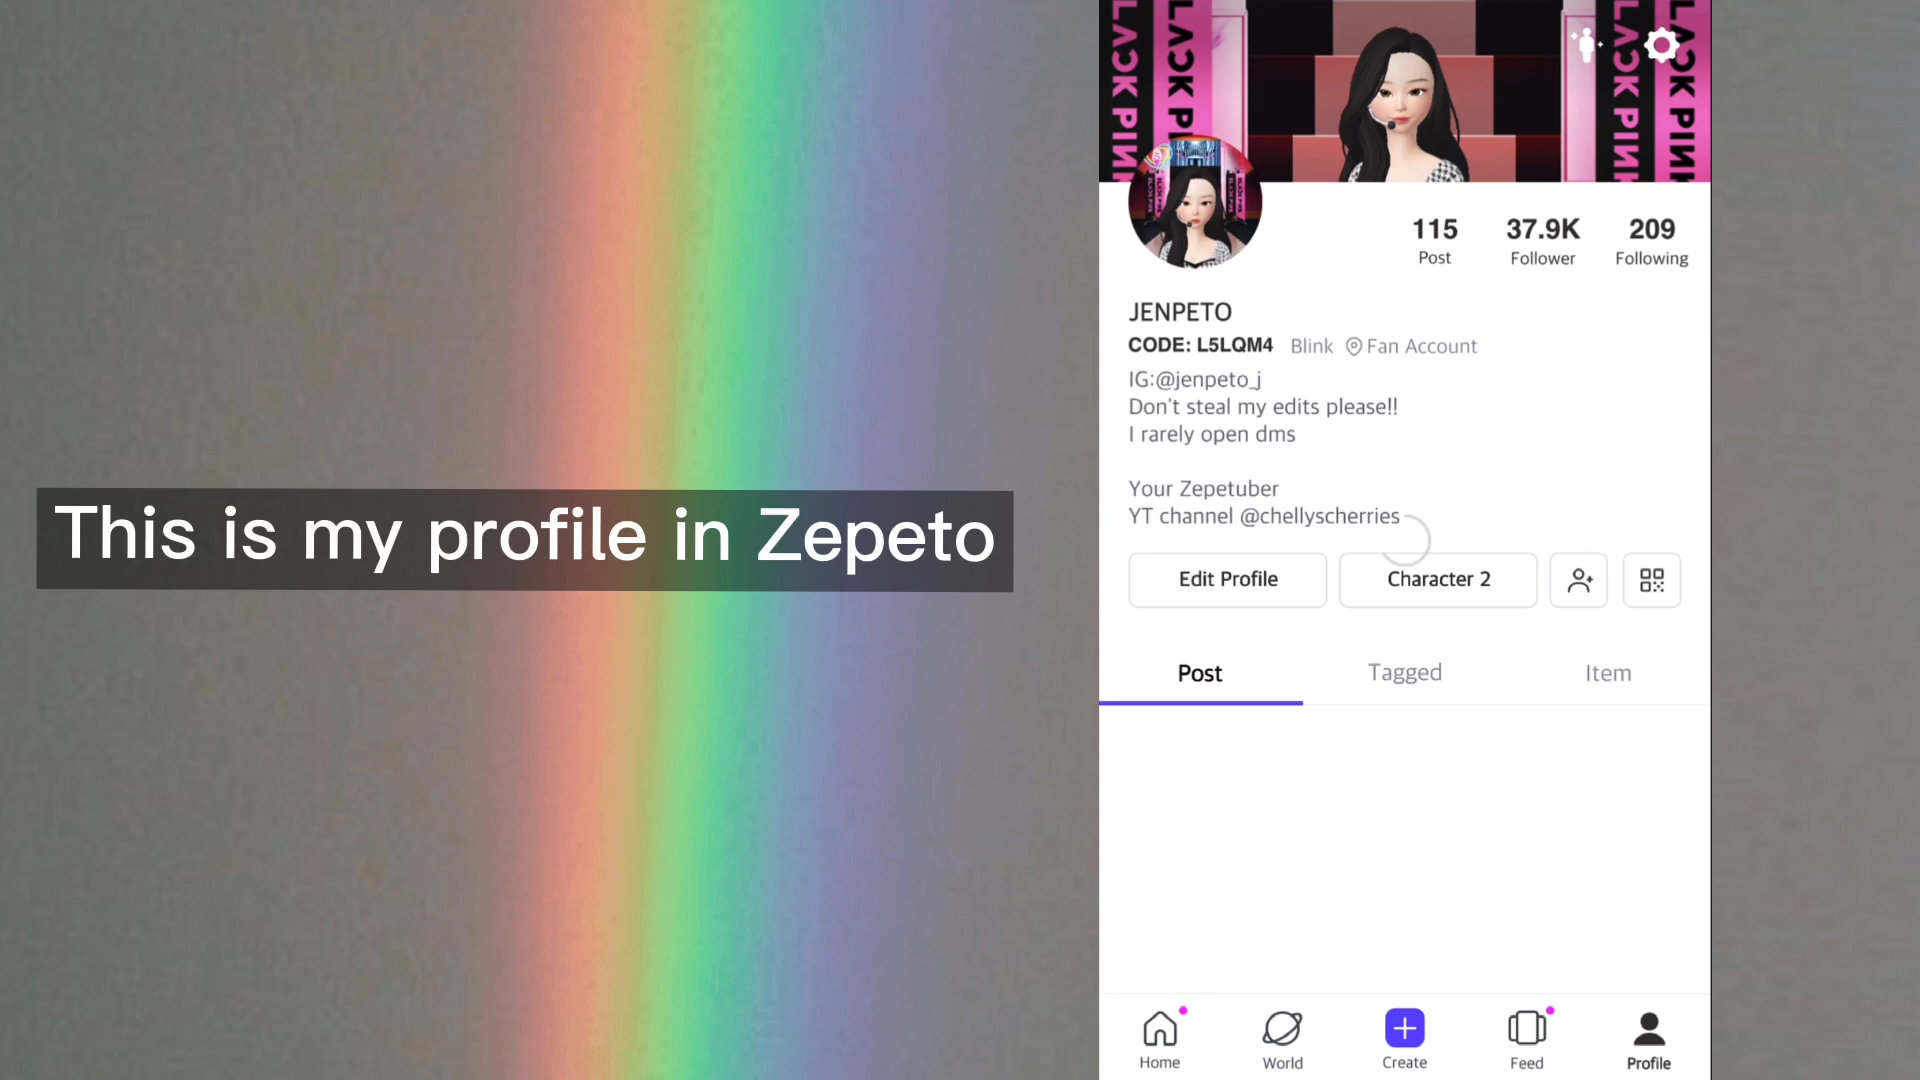 This is my profile in Zepeto
115
Post
37.9K
Follower
209
Following
JENPETO
CODE: L5LQM4 Blink Fan Account
IG:@jenpeto_j
Don't steal my edits please!!
I rarely open dms
Your Zepetuber
YT channel @chellyscherries
Edit Profile
Character 2
Post
Tagged
Item
Home
World
Create
Feed
Profile